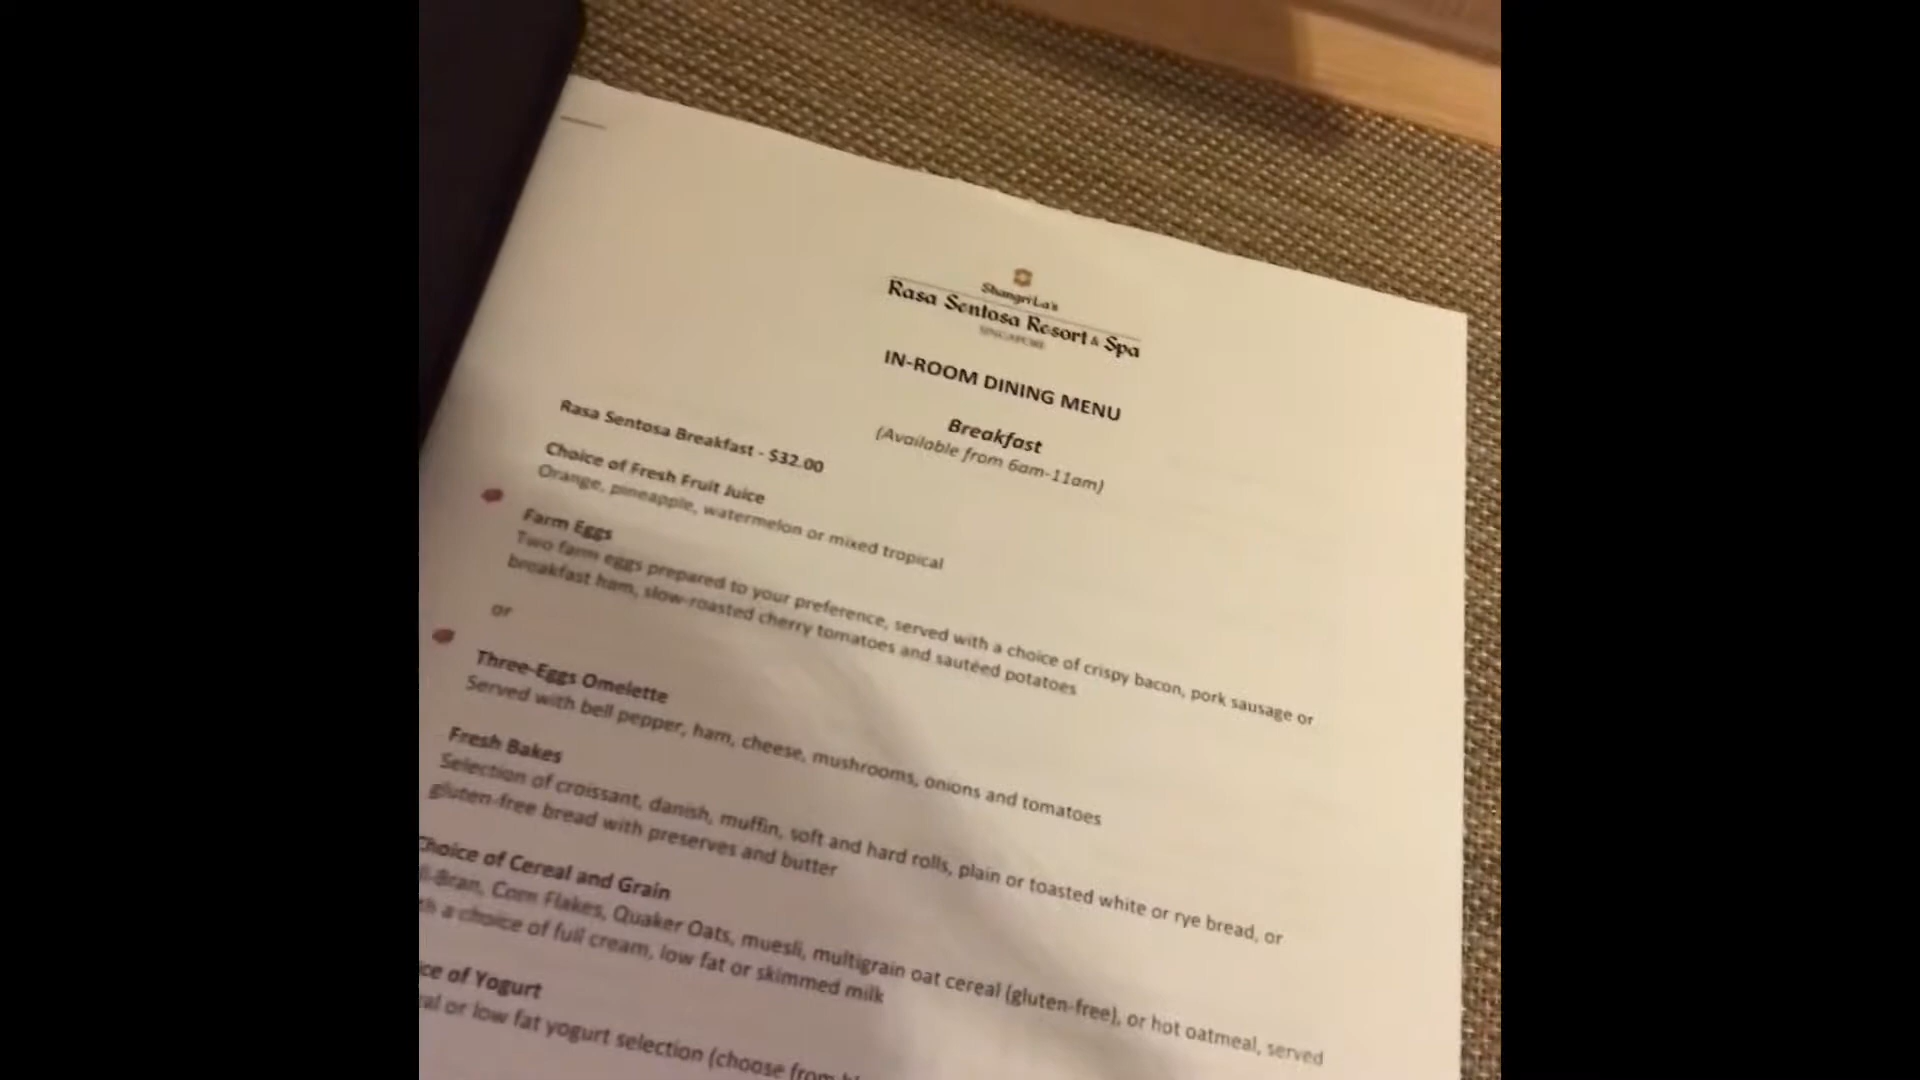 Shangri-La's
Rasa Sentosa Resort & Spa
SINGAPORE
IN-ROOM DINING MENU
Breakfast
(Available from 6am-11am)
Rasa Sentosa Breakfast - $32.00
Choice of Fresh Fruit Juice
Orange, pineapple, watermelon or mixed tropical
Farm Eggs
Two farm eggs prepared to your preference, served with a choice of crispy bacon, pork sausage or
breakfast ham, slow-roasted cherry tomatoes and sautéed potatoes
or
Three-Eggs Omelette
Served with bell pepper, ham, cheese, mushrooms, onions and tomatoes
Fresh Bakes
Selection of croissant, danish, muffin, soft and hard rolls, plain or toasted white or rye bread, or
gluten-free bread with preserves and butter
Choice of Cereal and Grain
Corn Flakes, Quaker Oats, muesli, multigrain oat cereal (gluten-free), or hot oatmeal, served
a choice of full cream, low fat or skimmed milk
of Yogurt
or low fat yogurt selection (choose